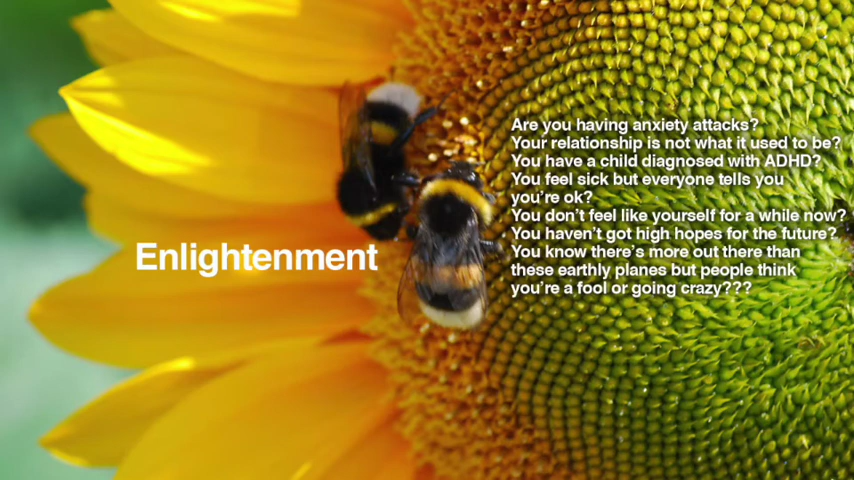 Enlightenment
Are you having anxiety attacks?
Your relationship is not what it used to be?
You have a child diagnosed with ADHD?
You feel sick but everyone tells you
you're ok?
You don't feel like yourself for a while now?
You haven't got high hopes for the future?
You know there's more out there than
these earthly planes but people think
you're a fool or going crazy???